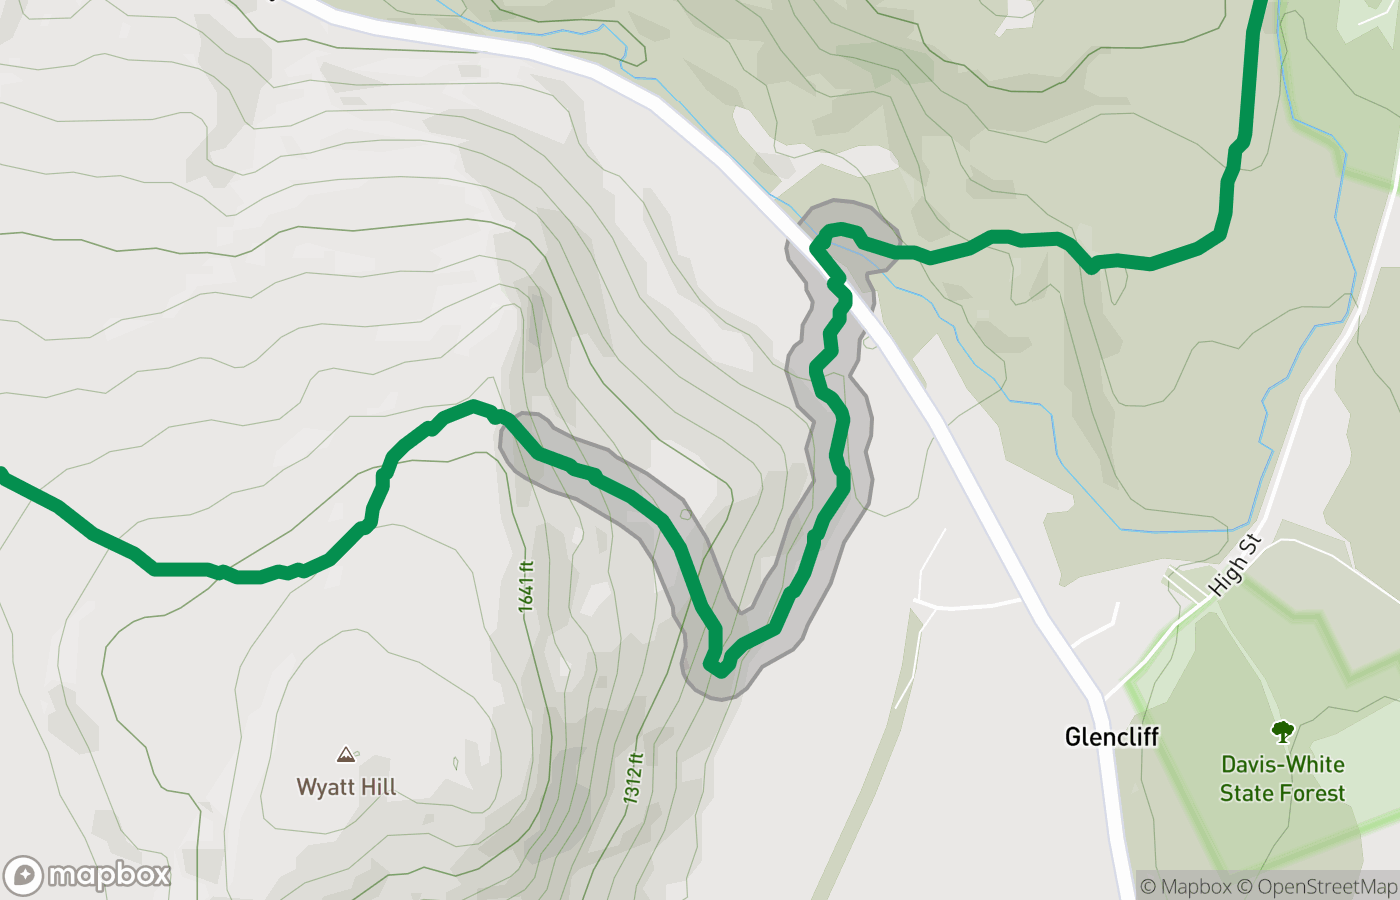 1641 ft
High St
Glencliff
Wyatt Hill
1312 ft
Davis-White
State Forest
mapbox
© Mapbox © OpenStreetMap